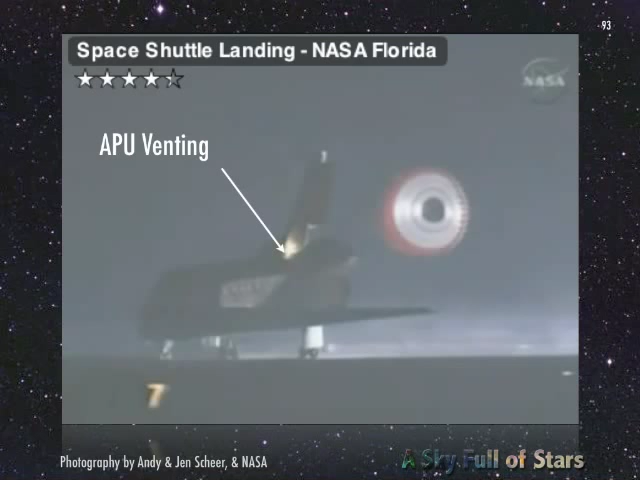 93
Space Shuttle Landing - NASA Florida
NASA
APU Venting
7
Photography by Andy & Jen Scheer, & NASA
A Sky Full of Stars